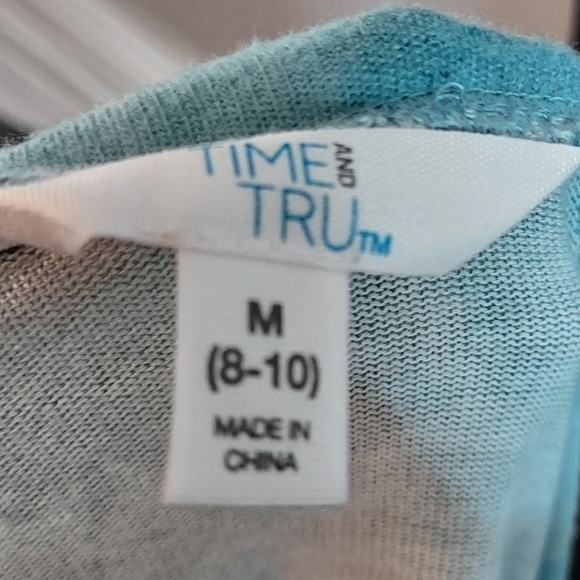 TIME AND
TRU™
M
(8-10)
MADE IN
CHINA